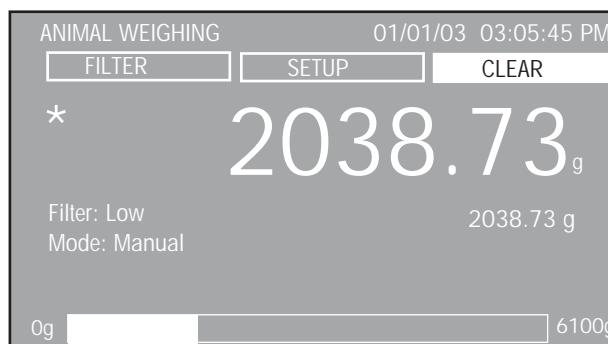 ANIMAL WEIGHING 01/01/03 03:05:45 PM
FILTER SETUP CLEAR
* 2038.73 g
Filter: Low 2038.73 g
Mode: Manual
0g 6100g